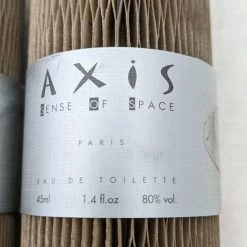 AXiS
SENSE OF SPACE
PARIS
EAU DE TOILETTE
45ml 1.4 fl.oz 80% vol.